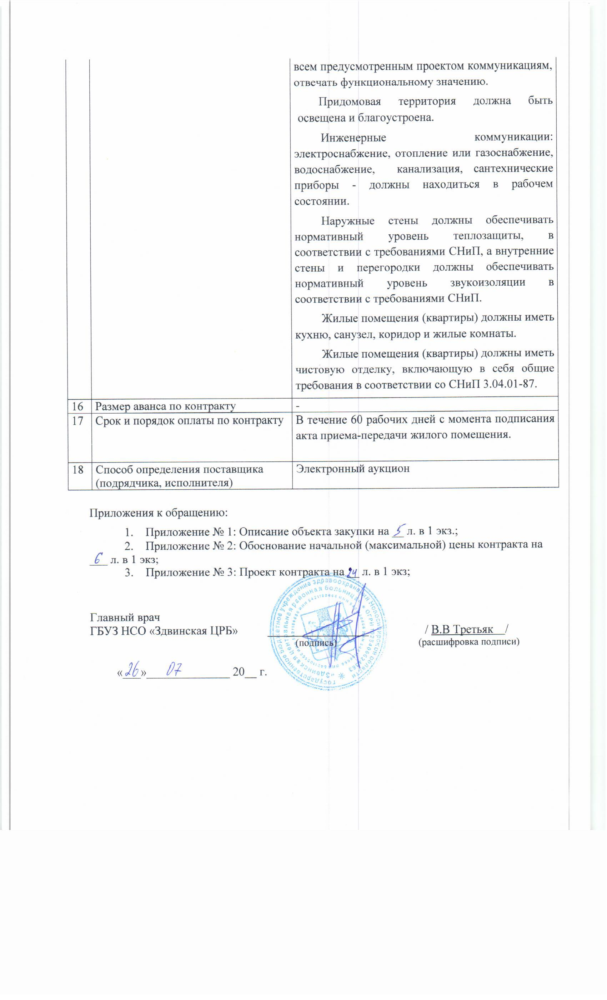 всем предусмотренным проектом коммуникациям,
отвечать функциональному значению.
Придомовая территория должна быть
освещена и благоустроена.
Инженерные коммуникации:
электроснабжение, отопление или газоснабжение,
водоснабжение, канализация, сантехнические
приборы - должны находиться в рабочем
состоянии.
Наружные стены должны обеспечивать
нормативный уровень теплозащиты, в
соответствии с требованиями СНиП, а внутренние
стены и перегородки должны обеспечивать
нормативный уровень звукоизоляции в
соответствии с требованиями СНиП.
Жилые помещения (квартиры) должны иметь
кухню, санузел, коридор и жилые комнаты.
Жилые помещения (квартиры) должны иметь
чистовую отделку, включающую в себя общие
требования в соответствии со СНиП 3.04.01-87.
16 Размер аванса по контракту -
17 Срок и порядок оплаты по контракту В течение 60 рабочих дней с момента подписания
акта приема-передачи жилого помещения.
18 Способ определения поставщика Электронный аукцион
(подрядчика, исполнителя)
Приложения к обращению:
1. Приложение № 1: Описание объекта закупки на 5 л. в 1 экз.;
2. Приложение № 2: Обоснование начальной (максимальной) цены контракта на
6 л. в 1 экз;
3. Приложение № 3: Проект контракта на 24 л. в 1 экз;
Главный врач
ГБУЗ НСО «Здвинская ЦРБ» / В.В Третьяк /
(подпись) (расшифровка подписи)
«26» 07 20__ г.
государственное бюджетное учреждение здравоохранения Новосибирской области
«Здвинская центральная районная больница» * ОГРН
ИНН 5421100666